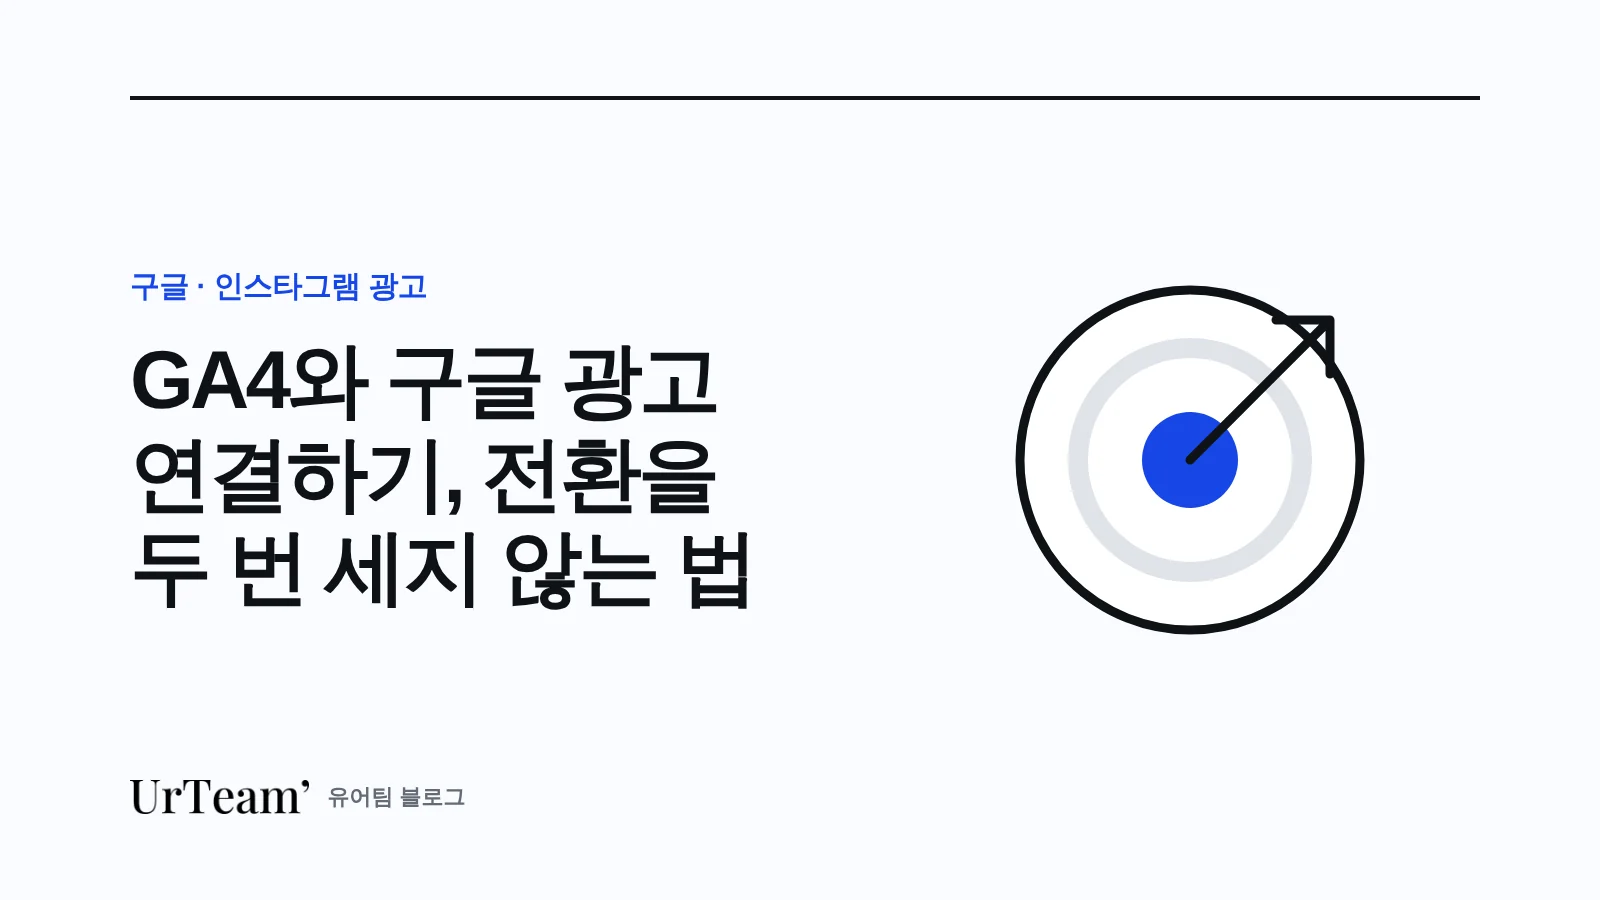 구글 · 인스타그램 광고
GA4와 구글 광고
연결하기, 전환을
두 번 세지 않는 법
UrTeam’ 유어팀 블로그